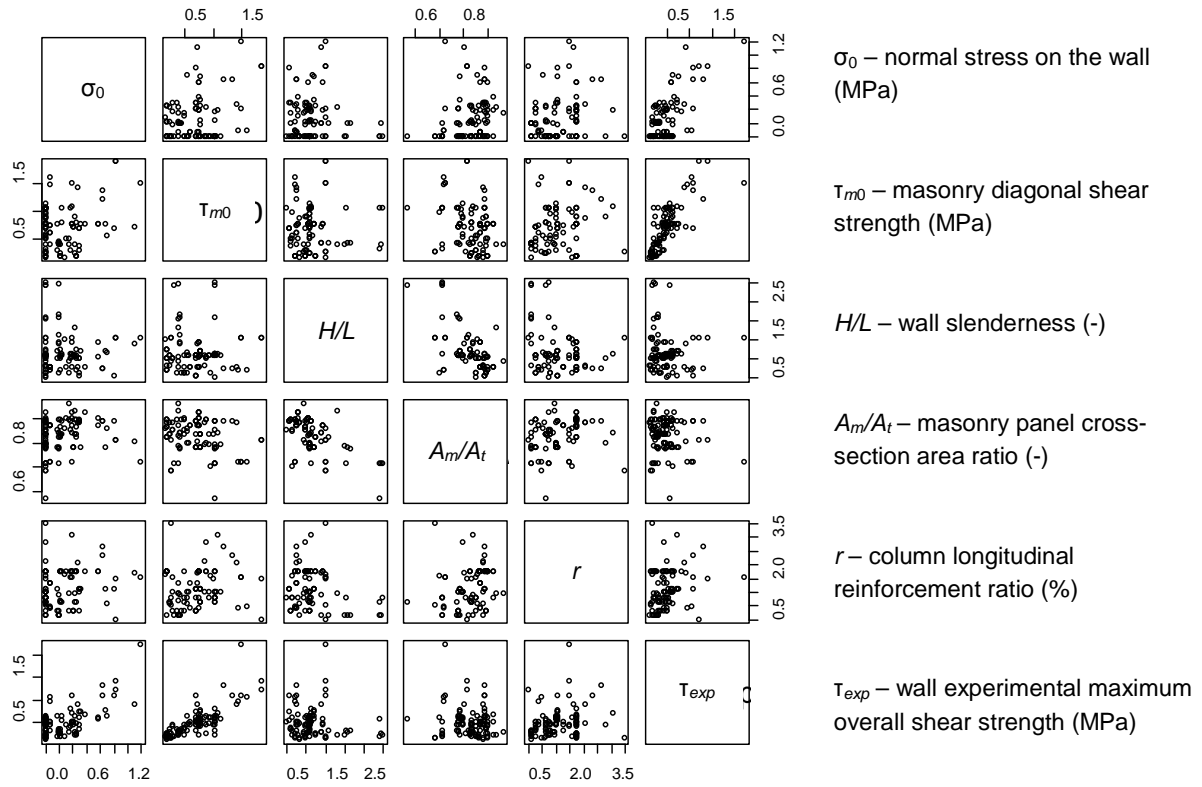 0.5 1.5
0.6 0.8
0.5 1.5
σ0
0.0 0.6 1.2
σ0 – normal stress on the wall
(MPa)
0.5 1.5
τm0
)
τm0 – masonry diagonal shear
strength (MPa)
H/L
0.5 1.5 2.5
H/L – wall slenderness (-)
0.6 0.8
Am/At
Am/At – masonry panel cross-
section area ratio (-)
r
0.5 2.0 3.5
r – column longitudinal
reinforcement ratio (%)
0.5 1.5
τexp
τexp – wall experimental maximum
overall shear strength (MPa)
0.0 0.6 1.2
0.5 1.5 2.5
0.5 2.0 3.5